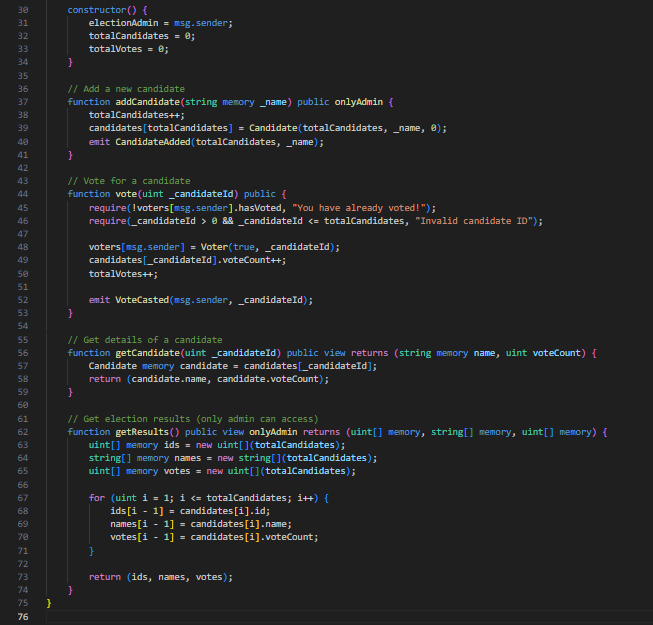 30 constructor() {
31 electionAdmin = msg.sender;
32 totalCandidates = 0;
33 totalVotes = 0;
34 }
35
36 // Add a new candidate
37 function addCandidate(string memory _name) public onlyAdmin {
38 totalCandidates++;
39 candidates[totalCandidates] = Candidate(totalCandidates, _name, 0);
40 emit CandidateAdded(totalCandidates, _name);
41 }
42
43 // Vote for a candidate
44 function vote(uint _candidateId) public {
45 require(!voters[msg.sender].hasVoted, "You have already voted!");
46 require(_candidateId > 0 && _candidateId <= totalCandidates, "Invalid candidate ID");
47
48 voters[msg.sender] = Voter(true, _candidateId);
49 candidates[_candidateId].voteCount++;
50 totalVotes++;
51
52 emit VoteCasted(msg.sender, _candidateId);
53 }
54
55 // Get details of a candidate
56 function getCandidate(uint _candidateId) public view returns (string memory name, uint voteCount) {
57 Candidate memory candidate = candidates[_candidateId];
58 return (candidate.name, candidate.voteCount);
59 }
60
61 // Get election results (only admin can access)
62 function getResults() public view onlyAdmin returns (uint[] memory, string[] memory, uint[] memory) {
63 uint[] memory ids = new uint[](totalCandidates);
64 string[] memory names = new string[](totalCandidates);
65 uint[] memory votes = new uint[](totalCandidates);
66
67 for (uint i = 1; i <= totalCandidates; i++) {
68 ids[i - 1] = candidates[i].id;
69 names[i - 1] = candidates[i].name;
70 votes[i - 1] = candidates[i].voteCount;
71 }
72
73 return (ids, names, votes);
74 }
75 }
76